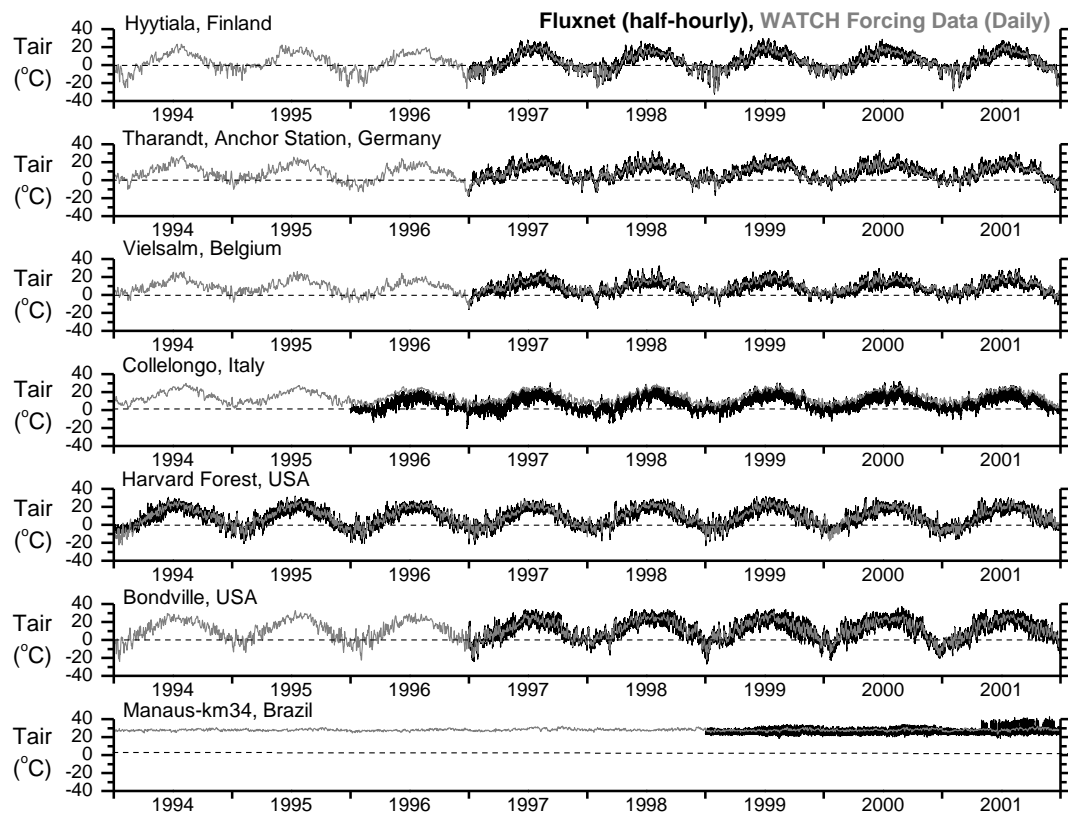 Fluxnet (half-hourly), WATCH Forcing Data (Daily)
Hyytiala, Finland
Tair
(°C)
40
20
0
-20
-40
1994 1995 1996 1997 1998 1999 2000 2001
Tharandt, Anchor Station, Germany
Tair
(°C)
40
20
0
-20
-40
1994 1995 1996 1997 1998 1999 2000 2001
Vielsalm, Belgium
Tair
(°C)
40
20
0
-20
-40
1994 1995 1996 1997 1998 1999 2000 2001
Collelongo, Italy
Tair
(°C)
40
20
0
-20
-40
1994 1995 1996 1997 1998 1999 2000 2001
Harvard Forest, USA
Tair
(°C)
40
20
0
-20
-40
1994 1995 1996 1997 1998 1999 2000 2001
Bondville, USA
Tair
(°C)
40
20
0
-20
-40
1994 1995 1996 1997 1998 1999 2000 2001
Manaus-km34, Brazil
Tair
(°C)
40
20
0
-20
-40
1994 1995 1996 1997 1998 1999 2000 2001